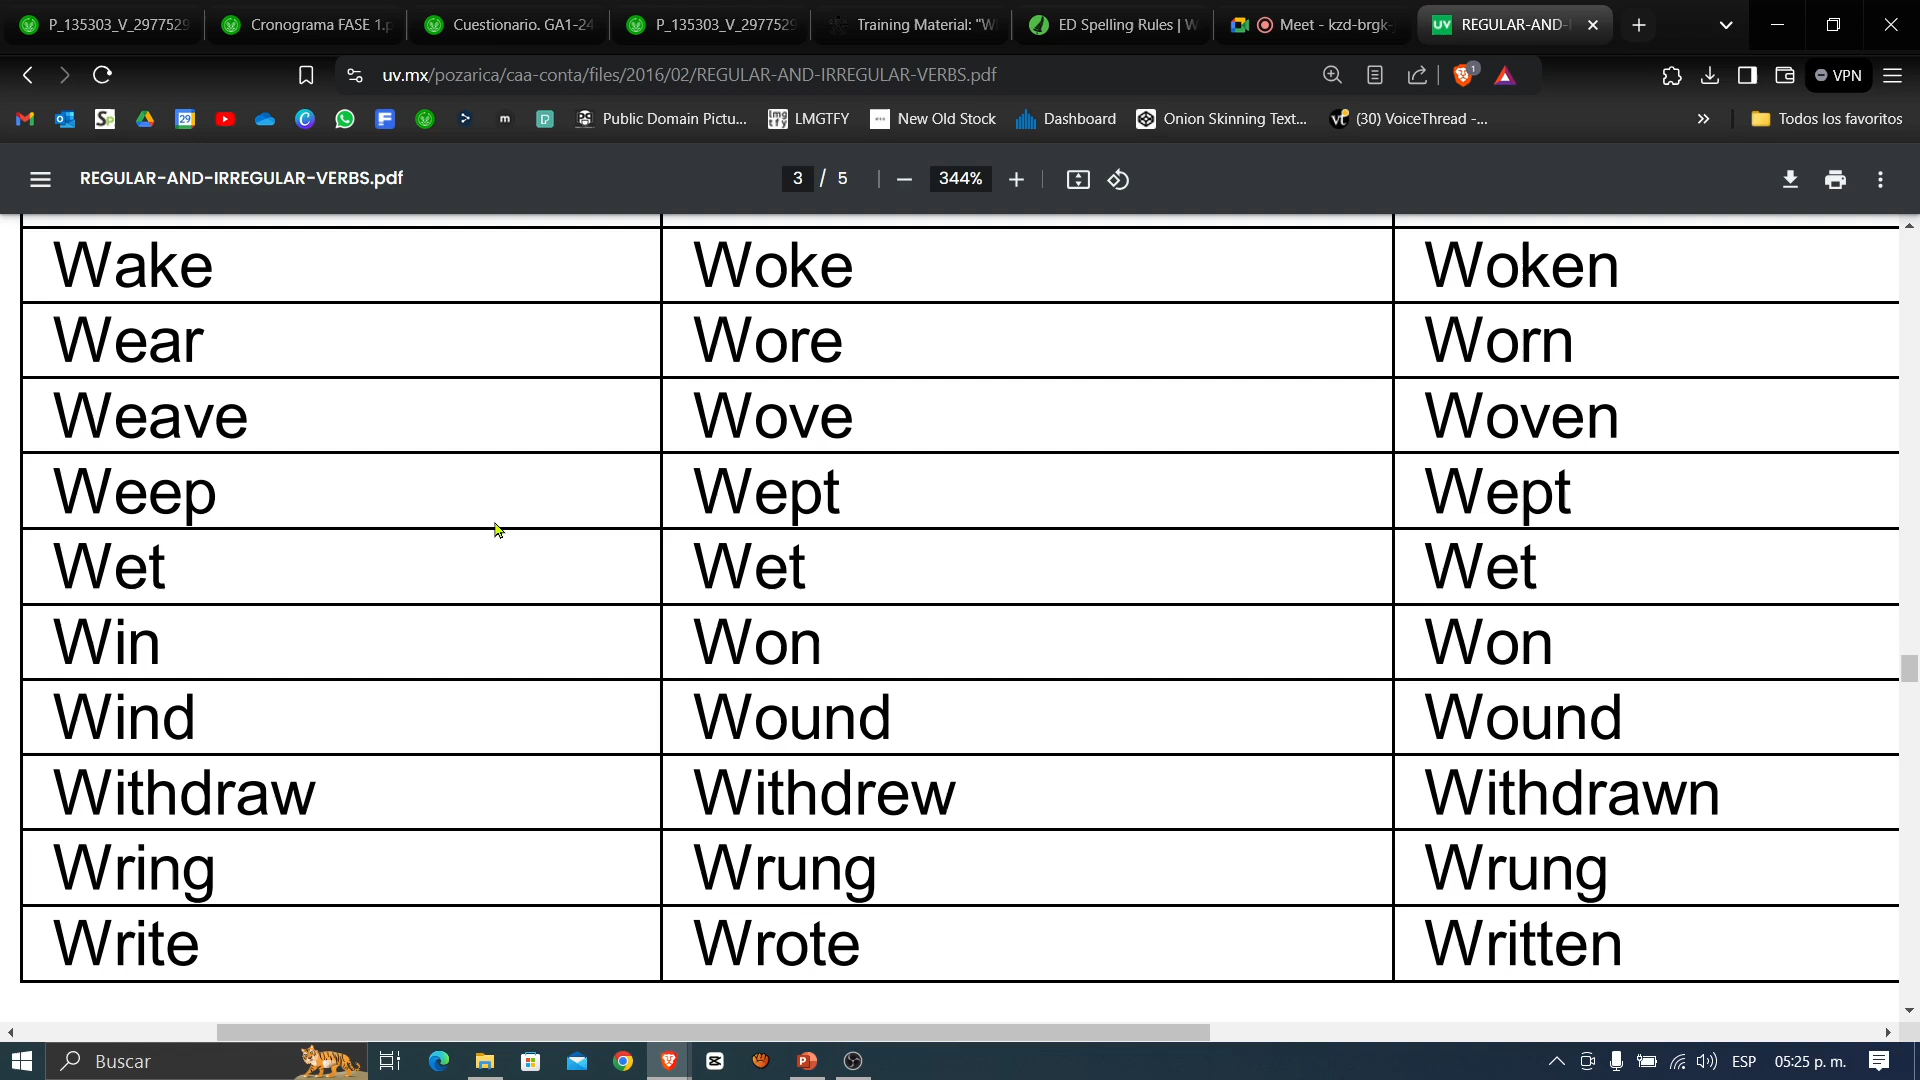 P_135303_V_2977529
Cronograma FASE 1.p
Cuestionario. GA1-24
P_135303_V_2977529
Training Material: "W
ED Spelling Rules | W
Meet - kzd-brgk-
UV REGULAR-AND-I
uv.mx/pozarica/caa-conta/files/2016/02/REGULAR-AND-IRREGULAR-VERBS.pdf
1
VPN
29
Public Domain Pictu...
LMGTFY
New Old Stock
Dashboard
Onion Skinning Text...
(30) VoiceThread -...
Todos los favoritos
REGULAR-AND-IRREGULAR-VERBS.pdf
3 / 5
344%
Wake Woke Woken
Wear Wore Worn
Weave Wove Woven
Weep Wept Wept
Wet Wet Wet
Win Won Won
Wind Wound Wound
Withdraw Withdrew Withdrawn
Wring Wrung Wrung
Write Wrote Written
Buscar
ESP
05:25 p. m.